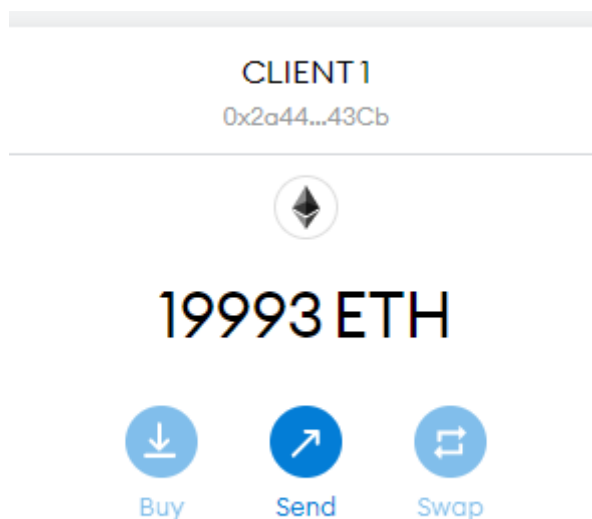 CLIENT 1
0x2a44...43Cb
19993 ETH
Buy Send Swap